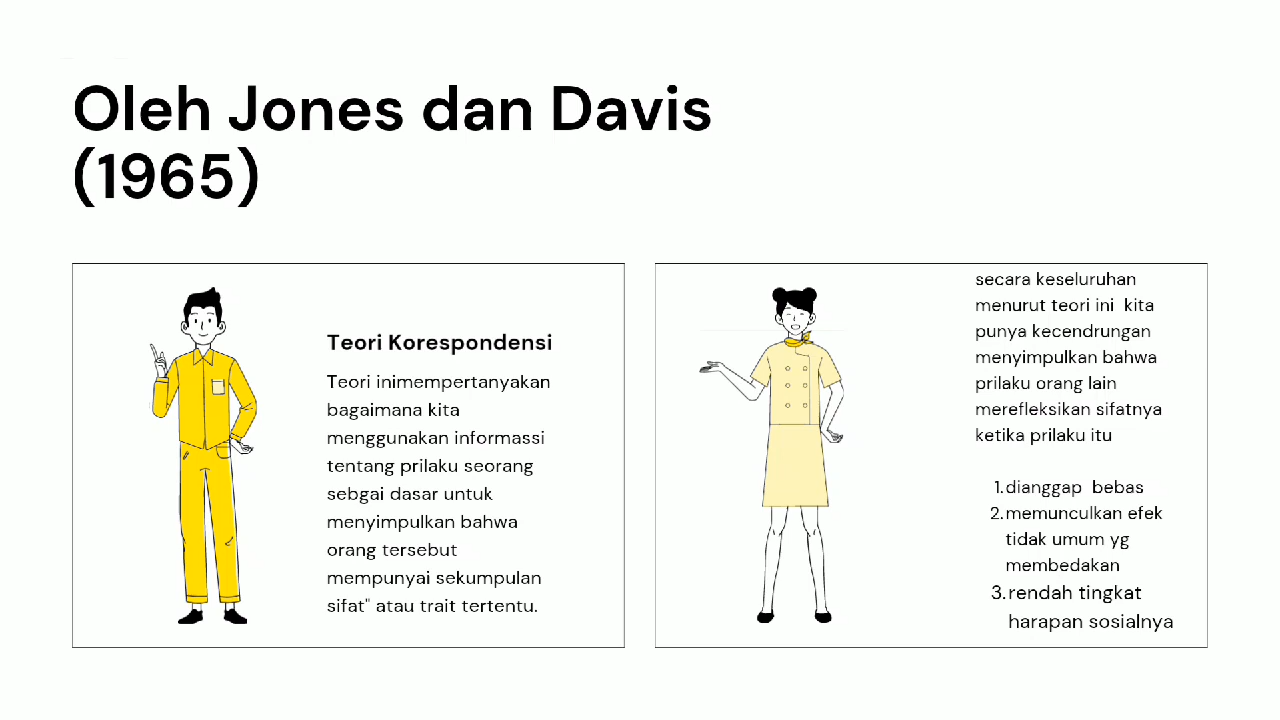 Oleh Jones dan Davis
(1965)
Teori Korespondensi
Teori inimempertanyakan
bagaimana kita
menggunakan informassi
tentang prilaku seorang
sebgai dasar untuk
menyimpulkan bahwa
orang tersebut
mempunyai sekumpulan
sifat" atau trait tertentu.
secara keseluruhan
menurut teori ini  kita
punya kecendrungan
menyimpulkan bahwa
prilaku orang lain
merefleksikan sifatnya
ketika prilaku itu
1. dianggap  bebas
2. memunculkan efek
tidak umum yg
membedakan
3. rendah tingkat
harapan sosialnya